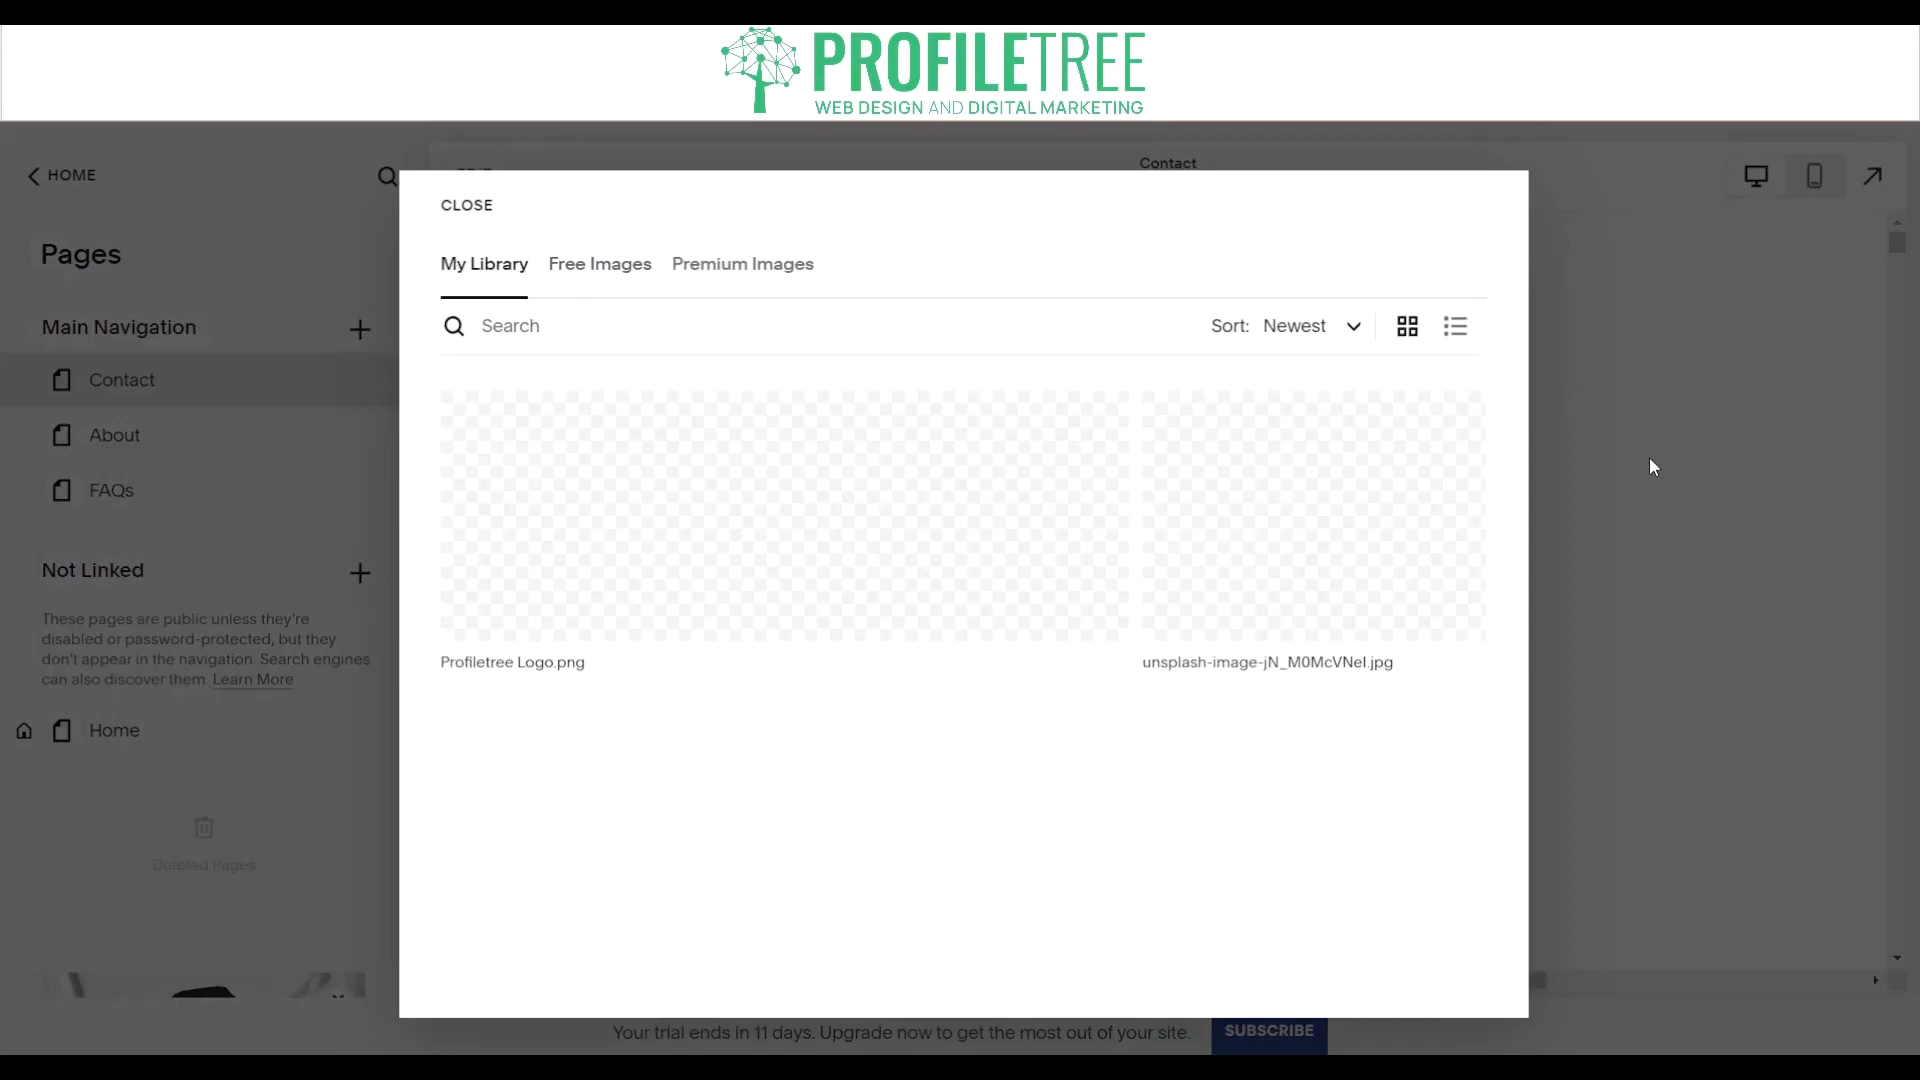 PROFILETREE
WEB DESIGN AND DIGITAL MARKETING
HOME
Contact
CLOSE
Pages
My Library Free Images Premium Images
Search
Sort: Newest
Main Navigation
Contact
About
FAQs
Not Linked
These pages are public unless they're
disabled or password-protected, but they
don't appear in the navigation. Search engines
can also discover them. Learn More
Profiletree Logo.png
unsplash-image-jN_M0McVNeI.jpg
Home
Deleted Pages
Your trial ends in 11 days. Upgrade now to get the most out of your site.
SUBSCRIBE